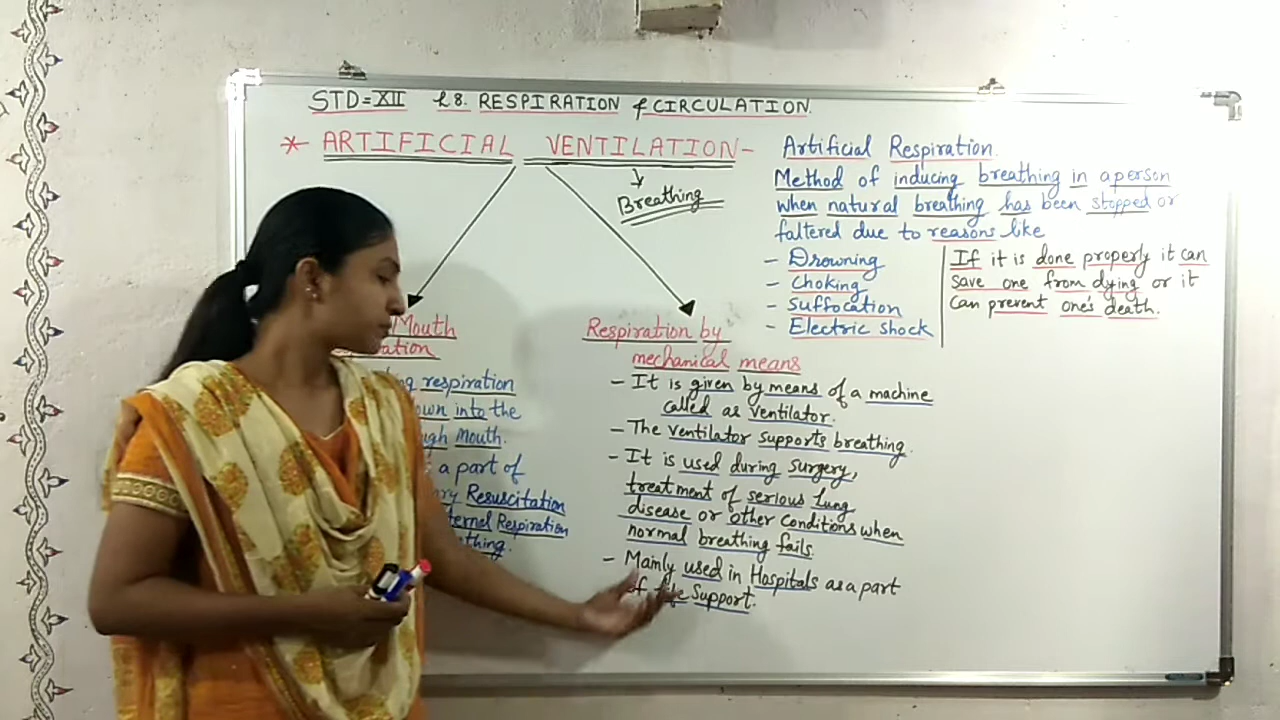 STD=XII L8. RESPIRATION & CIRCULATION.
* ARTIFICIAL VENTILATION-
Breathing
Mouth
respiration
into the
Mouth.
a part of
Resuscitation
Respiration
Respiration by
mechanical means
- It is given by means of a machine
called as ventilator.
- The ventilator supports breathing.
- It is used during surgery,
treatment of serious lung
disease or other conditions when
normal breathing fails.
- Mainly used in Hospitals as a part
of life Support.
Artificial Respiration.
Method of inducing breathing in a person
when natural breathing has been stopped or
faltered due to reasons like
- Drowning
- Choking
- Suffocation
- Electric shock
If it is done properly it can
save one from dying or it
can prevent one's death.